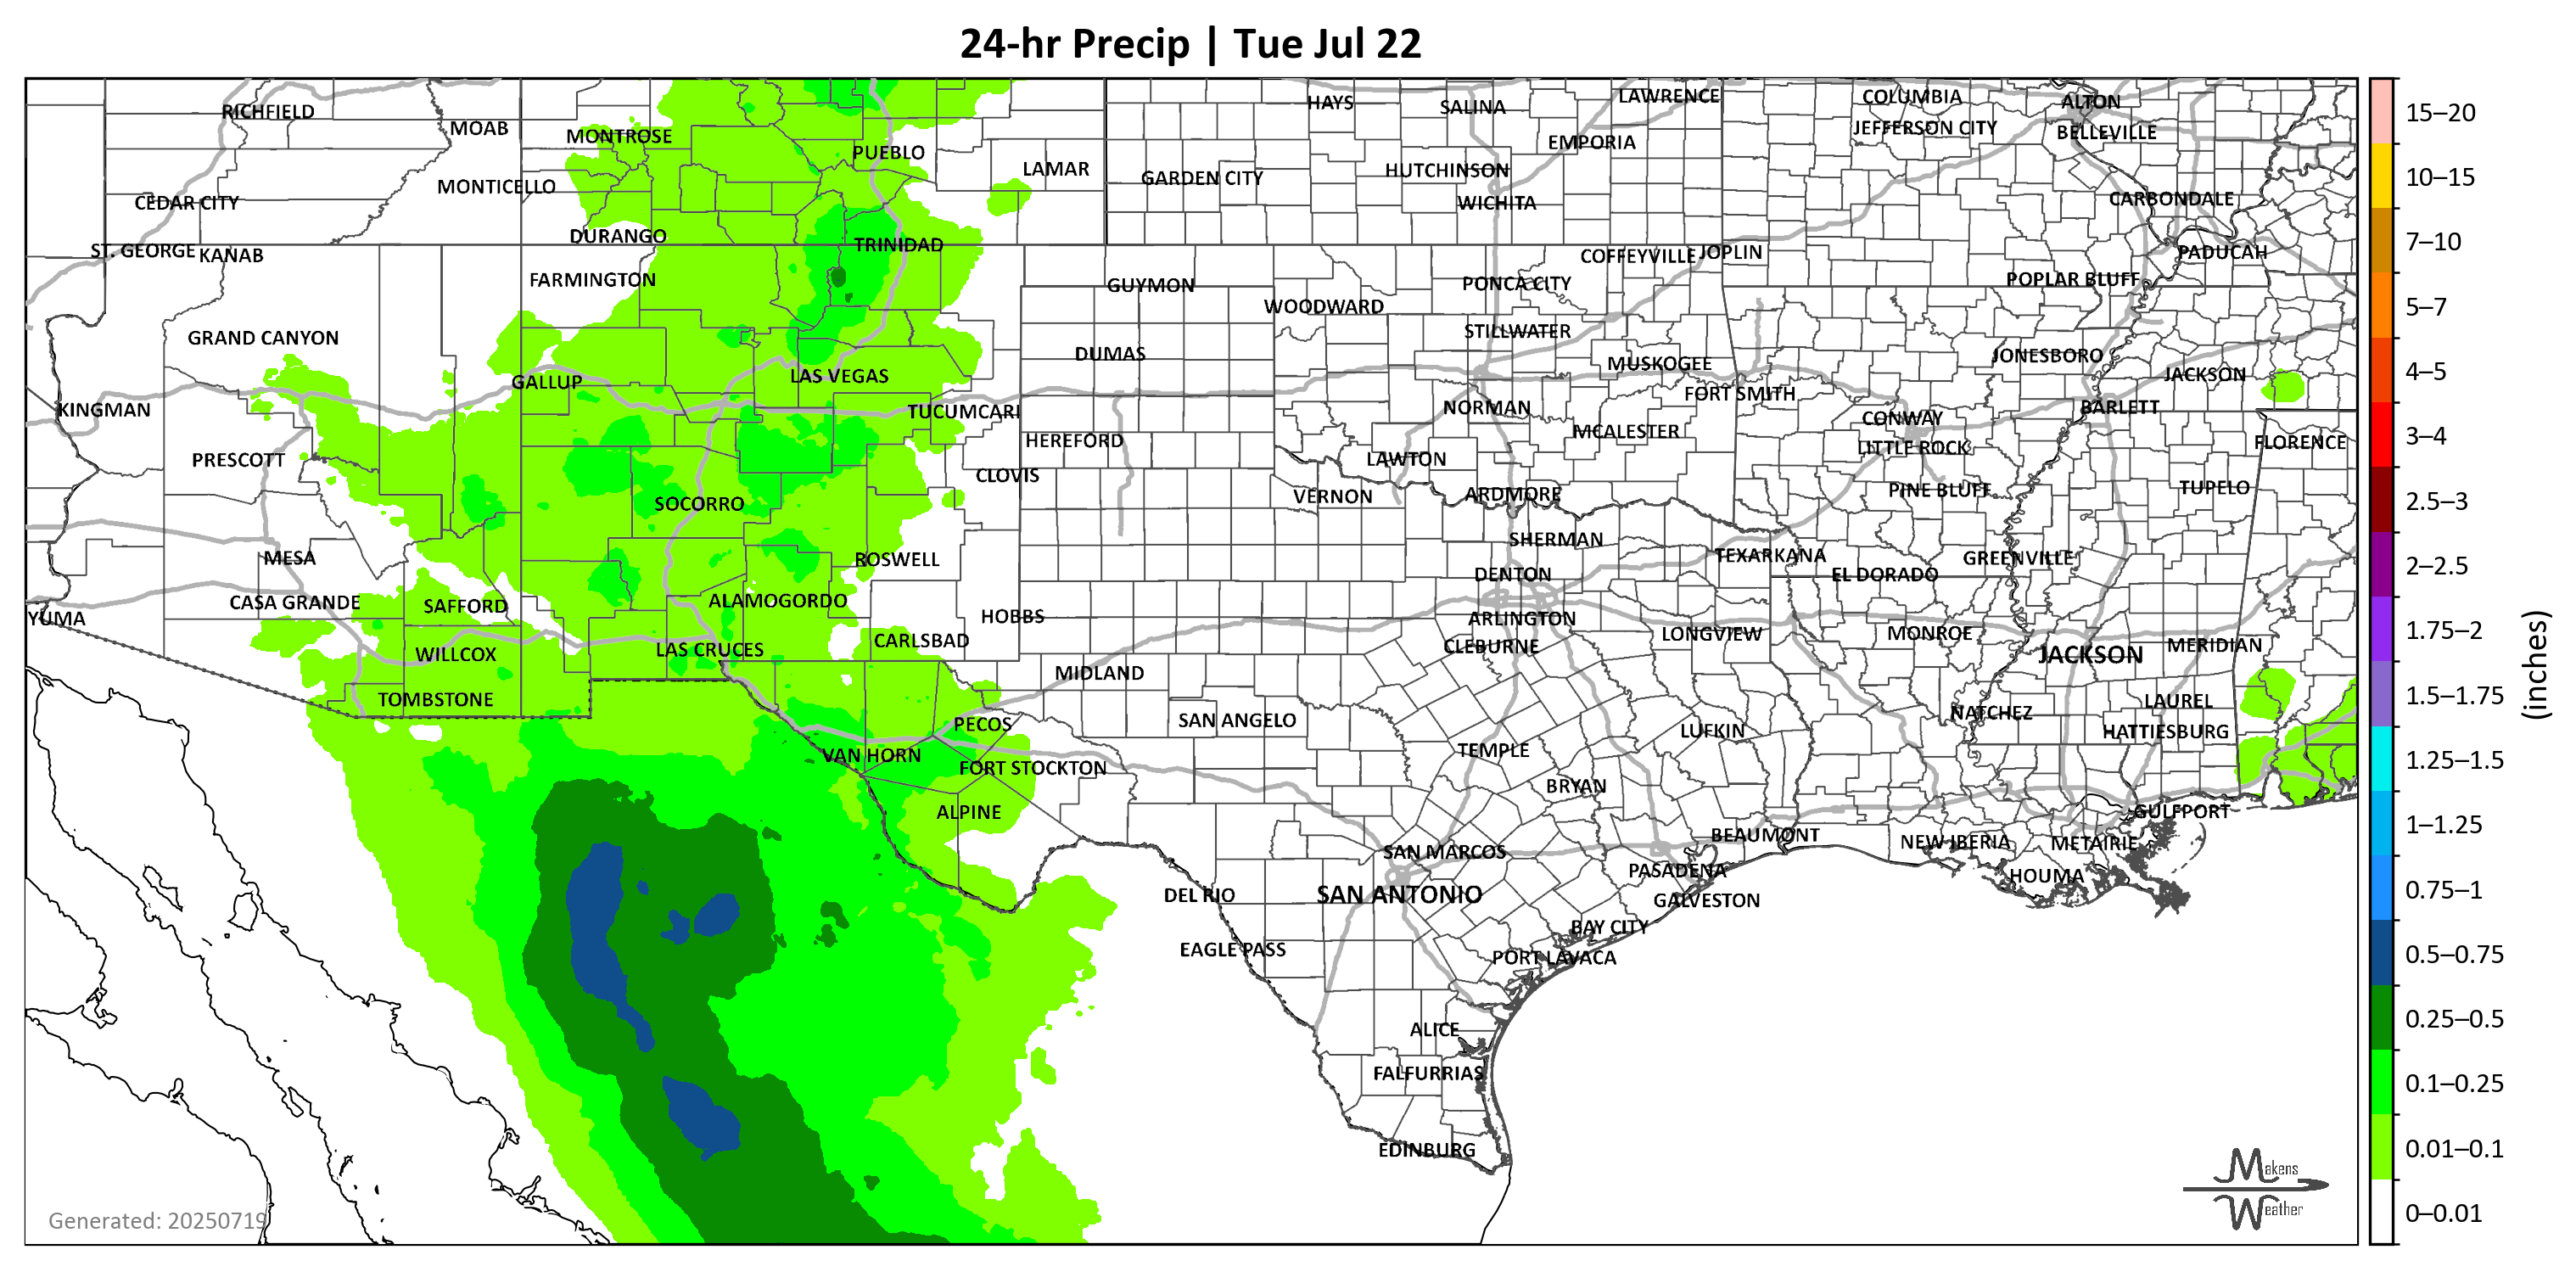 24-hr Precip | Tue Jul 22
RICHFIELD
MOAB
MONTROSE
PUEBLO
LAMAR
HAYS
SALINA
LAWRENCE
COLUMBIA
ALTON
JEFFERSON CITY
BELLEVILLE
EMPORIA
HUTCHINSON
GARDEN CITY
WICHITA
MONTICELLO
CEDAR CITY
CARBONDALE
DURANGO
TRINIDAD
ST. GEORGE
KANAB
COFFEYVILLE
JOPLIN
PADUCAH
FARMINGTON
GUYMON
PONCA CITY
POPLAR BLUFF
WOODWARD
GRAND CANYON
STILLWATER
DUMAS
MUSKOGEE
JONESBORO
GALLUP
LAS VEGAS
JACKSON
FORT SMITH
KINGMAN
TUCUMCARI
NORMAN
BARLETT
CONWAY
HEREFORD
MCALESTER
LITTLE ROCK
FLORENCE
PRESCOTT
CLOVIS
LAWTON
SOCORRO
VERNON
ARDMORE
PINE BLUFF
TUPELO
MESA
ROSWELL
SHERMAN
TEXARKANA
GREENVILLE
DENTON
EL DORADO
CASA GRANDE
SAFFORD
ALAMOGORDO
YUMA
HOBBS
ARLINGTON
CARLSBAD
CLEBURNE
LONGVIEW
MONROE
WILLCOX
LAS CRUCES
JACKSON
MERIDIAN
MIDLAND
TOMBSTONE
PECOS
SAN ANGELO
LAUREL
NATCHEZ
VAN HORN
FORT STOCKTON
TEMPLE
LUFKIN
HATTIESBURG
BRYAN
ALPINE
GULFPORT
SAN MARCOS
BEAUMONT
NEW IBERIA
METAIRIE
PASADENA
HOUMA
DEL RIO
SAN ANTONIO
GALVESTON
BAY CITY
EAGLE PASS
PORT LAVACA
ALICE
FALFURRIAS
EDINBURG
Generated: 20250719
Makens
Weather
15–20
10–15
7–10
5–7
4–5
3–4
2.5–3
2–2.5
1.75–2
1.5–1.75
1.25–1.5
1–1.25
0.75–1
0.5–0.75
0.25–0.5
0.1–0.25
0.01–0.1
0–0.01
(inches)